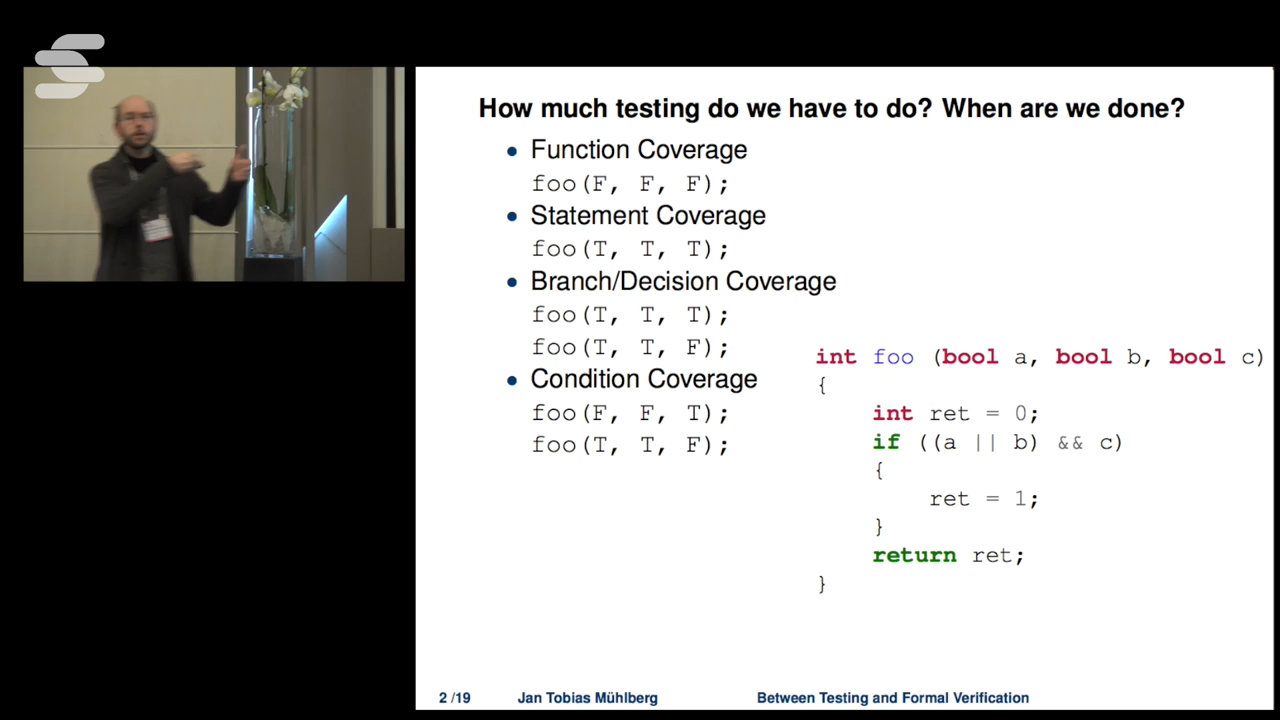 How much testing do we have to do? When are we done?
• Function Coverage
foo(F, F, F);
• Statement Coverage
foo(T, T, T);
• Branch/Decision Coverage
foo(T, T, T);
foo(T, T, F);
• Condition Coverage
foo(F, F, T);
foo(T, T, F);
int foo (bool a, bool b, bool c)
{
int ret = 0;
if ((a || b) && c)
{
ret = 1;
}
return ret;
}
2 /19 Jan Tobias Mühlberg Between Testing and Formal Verification